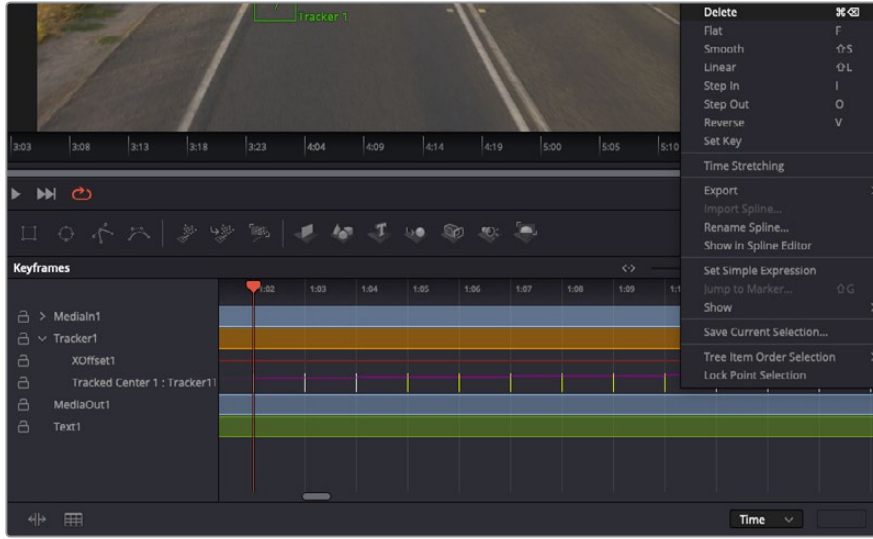 Tracker 1
3:03 3:08 3:13 3:18 3:23 4:04 4:09 4:14 4:19 5:00 5:05 5:10
Delete ⌘⌫
Flat F
Smooth ⇧S
Linear ⇧L
Step In I
Step Out O
Reverse V
Set Key
Time Stretching
Export
Import Spline...
Rename Spline...
Show in Spline Editor
Set Simple Expression
Jump to Marker... ⇧G
Show
Save Current Selection...
Tree Item Order Selection
Lock Point Selection
Keyframes
1:02 1:03 1:04 1:05 1:06 1:07 1:08 1:09
MediaIn1
Tracker1
XOffset1
Tracked Center 1 : Tracker1
MediaOut1
Text1
Time